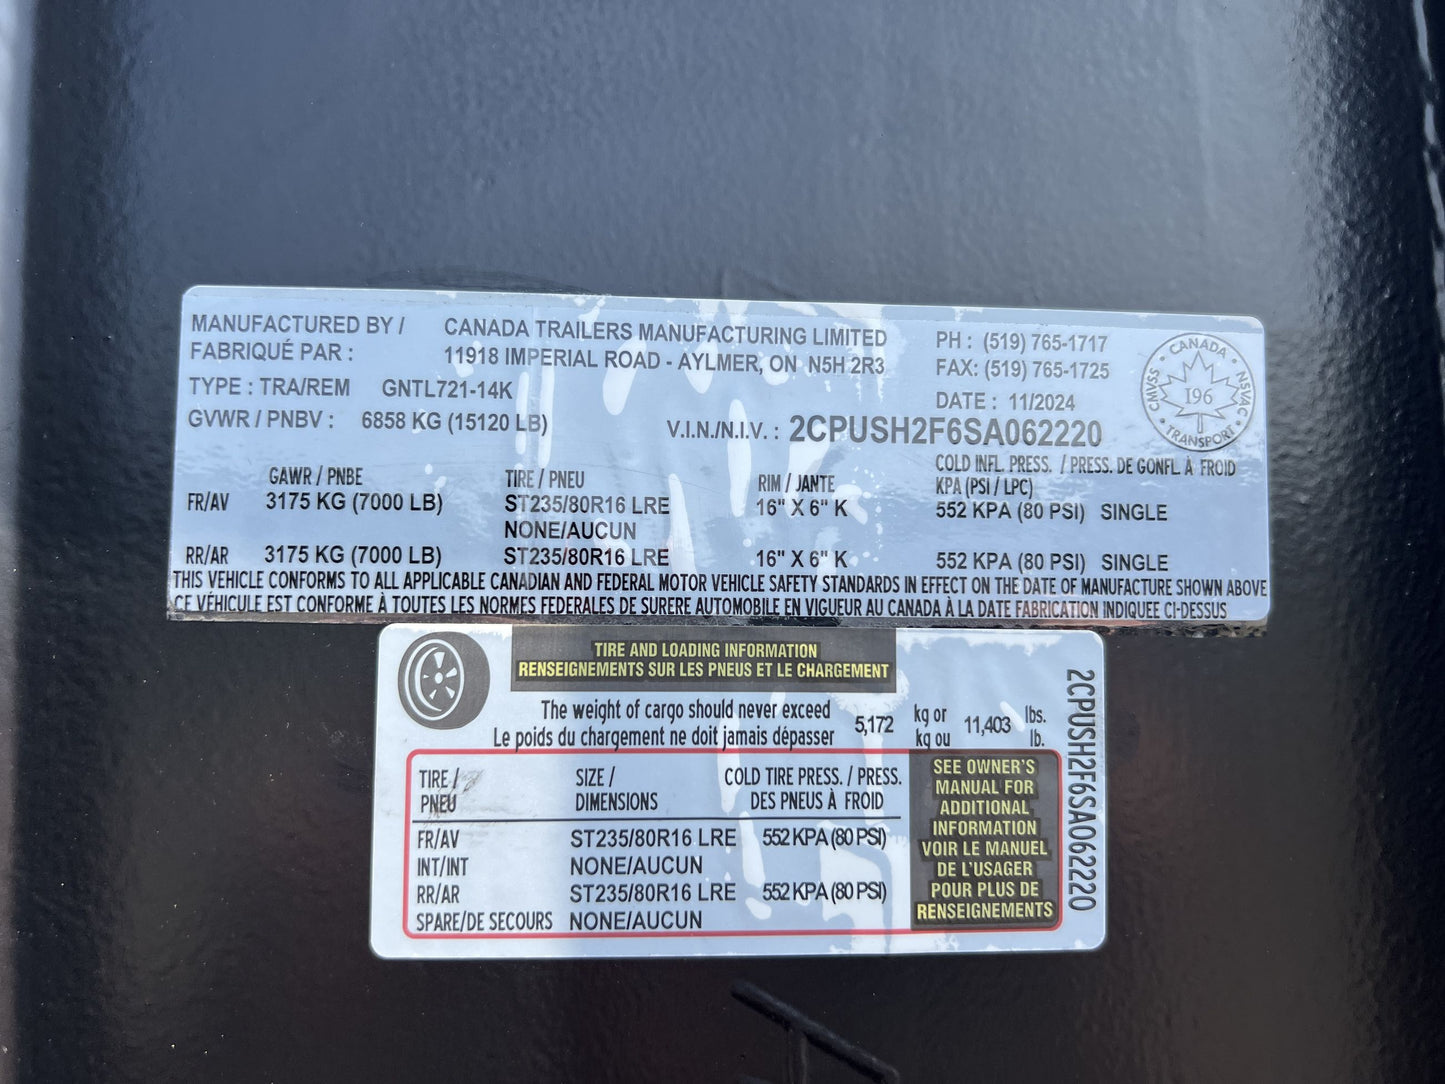 MANUFACTURED BY / CANADA TRAILERS MANUFACTURING LIMITED PH : (519) 765-1717
FABRIQUÉ PAR : 11918 IMPERIAL ROAD - AYLMER, ON N5H 2R3 FAX: (519) 765-1725
TYPE : TRA/REM GNTL721-14K DATE : 11/2024
GVWR / PNBV : 6858 KG (15120 LB) V.I.N./N.I.V. : 2CPUSH2F6SA062220
CANADA
CMVSS
196
NSVAC
TRANSPORT
GAWR / PNBE TIRE / PNEU RIM / JANTE COLD INFL. PRESS. / PRESS. DE GONFL. À FROID
KPA (PSI / LPC)
FR/AV 3175 KG (7000 LB) ST235/80R16 LRE 16" X 6" K 552 KPA (80 PSI) SINGLE
NONE/AUCUN
RR/AR 3175 KG (7000 LB) ST235/80R16 LRE 16" X 6" K 552 KPA (80 PSI) SINGLE
THIS VEHICLE CONFORMS TO ALL APPLICABLE CANADIAN AND FEDERAL MOTOR VEHICLE SAFETY STANDARDS IN EFFECT ON THE DATE OF MANUFACTURE SHOWN ABOVE
CE VÉHICULE EST CONFORME À TOUTES LES NORMES FEDERALES DE SURERE AUTOMOBILE EN VIGUEUR AU CANADA À LA DATE FABRICATION INDIQUEE CI-DESSUS
TIRE AND LOADING INFORMATION
RENSEIGNEMENTS SUR LES PNEUS ET LE CHARGEMENT
The weight of cargo should never exceed 5,172 kg or 11,403 lbs.
Le poids du chargement ne doit jamais dépasser kg ou lb.
TIRE / SIZE / COLD TIRE PRESS. / PRESS.
PNEU DIMENSIONS DES PNEUS À FROID
FR/AV ST235/80R16 LRE 552 KPA (80 PSI)
INT/INT NONE/AUCUN
RR/AR ST235/80R16 LRE 552 KPA (80 PSI)
SPARE/DE SECOURS NONE/AUCUN
SEE OWNER'S
MANUAL FOR
ADDITIONAL
INFORMATION
VOIR LE MANUEL
DE L'USAGER
POUR PLUS DE
RENSEIGNEMENTS
2CPUSH2F6SA062220